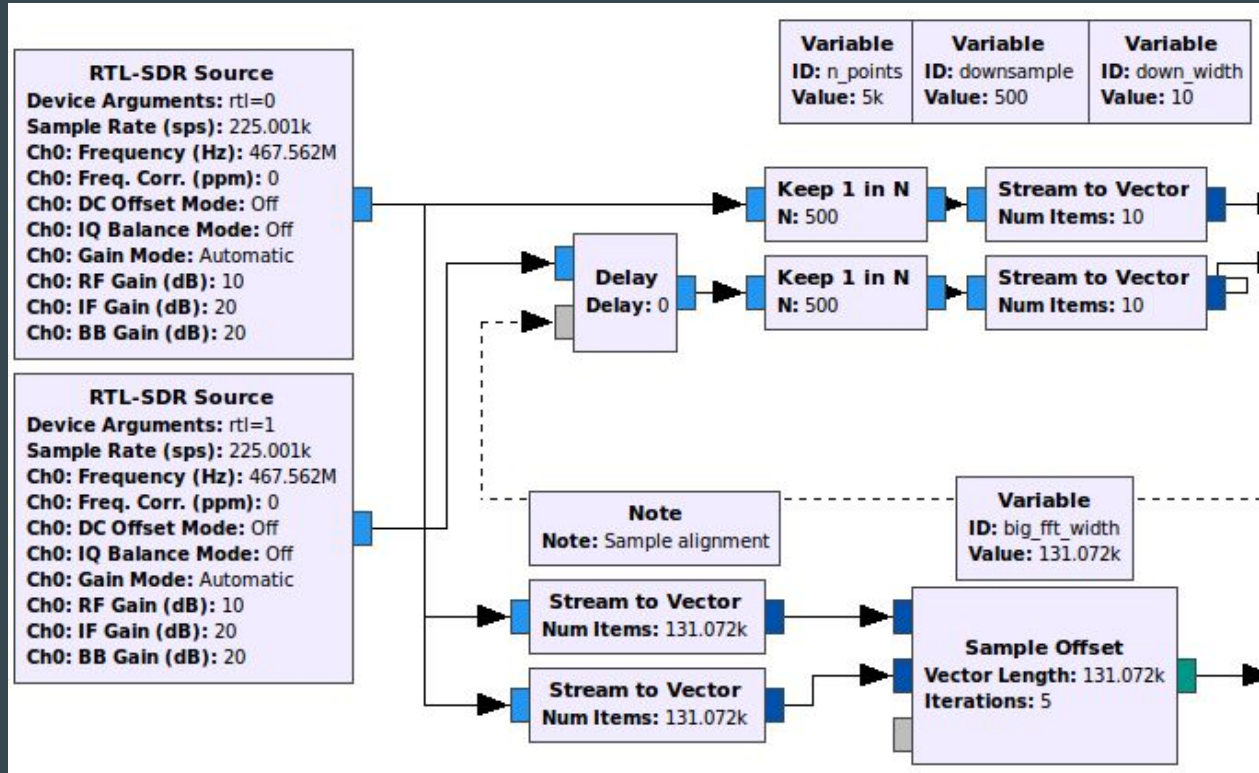 RTL-SDR Source
Device Arguments: rtl=0
Sample Rate (sps): 225.001k
Ch0: Frequency (Hz): 467.562M
Ch0: Freq. Corr. (ppm): 0
Ch0: DC Offset Mode: Off
Ch0: IQ Balance Mode: Off
Ch0: Gain Mode: Automatic
Ch0: RF Gain (dB): 10
Ch0: IF Gain (dB): 20
Ch0: BB Gain (dB): 20
Variable
ID: n_points
Value: 5k
Variable
ID: downsample
Value: 500
Variable
ID: down_width
Value: 10
Keep 1 in N
N: 500
Stream to Vector
Num Items: 10
Delay
Delay: 0
Keep 1 in N
N: 500
Stream to Vector
Num Items: 10
RTL-SDR Source
Device Arguments: rtl=1
Sample Rate (sps): 225.001k
Ch0: Frequency (Hz): 467.562M
Ch0: Freq. Corr. (ppm): 0
Ch0: DC Offset Mode: Off
Ch0: IQ Balance Mode: Off
Ch0: Gain Mode: Automatic
Ch0: RF Gain (dB): 10
Ch0: IF Gain (dB): 20
Ch0: BB Gain (dB): 20
Note
Note: Sample alignment
Variable
ID: big_fft_width
Value: 131.072k
Stream to Vector
Num Items: 131.072k
Stream to Vector
Num Items: 131.072k
Sample Offset
Vector Length: 131.072k
Iterations: 5